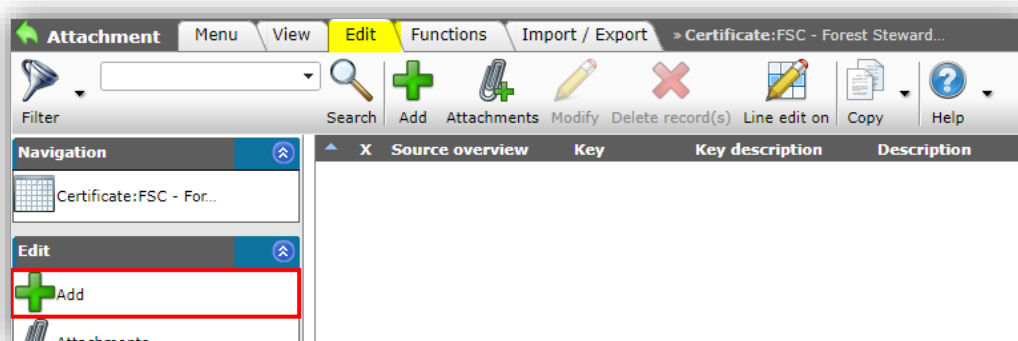 Attachment Menu View Edit Functions Import / Export » Certificate:FSC - Forest Steward...
Filter Search Add Attachments Modify Delete record(s) Line edit on Copy Help
Navigation X Source overview Key Key description Description
Certificate:FSC - For...
Edit
Add
Attachments